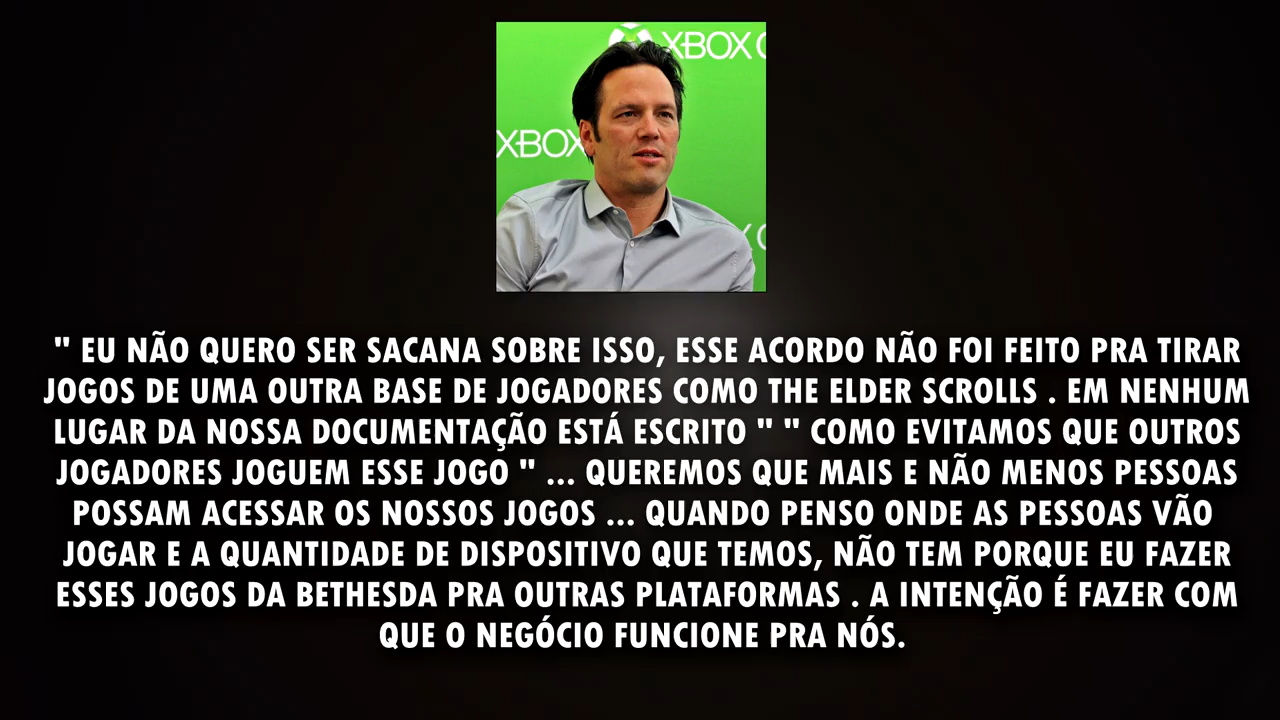 XBOX
XBOX
" EU NÃO QUERO SER SACANA SOBRE ISSO, ESSE ACORDO NÃO FOI FEITO PRA TIRAR
JOGOS DE UMA OUTRA BASE DE JOGADORES COMO THE ELDER SCROLLS . EM NENHUM
LUGAR DA NOSSA DOCUMENTAÇÃO ESTÁ ESCRITO " " COMO EVITAMOS QUE OUTROS
JOGADORES JOGUEM ESSE JOGO " ... QUEREMOS QUE MAIS E NÃO MENOS PESSOAS
POSSAM ACESSAR OS NOSSOS JOGOS ... QUANDO PENSO ONDE AS PESSOAS VÃO
JOGAR E A QUANTIDADE DE DISPOSITIVO QUE TEMOS, NÃO TEM PORQUE EU FAZER
ESSES JOGOS DA BETHESDA PRA OUTRAS PLATAFORMAS . A INTENÇÃO É FAZER COM
QUE O NEGÓCIO FUNCIONE PRA NÓS.